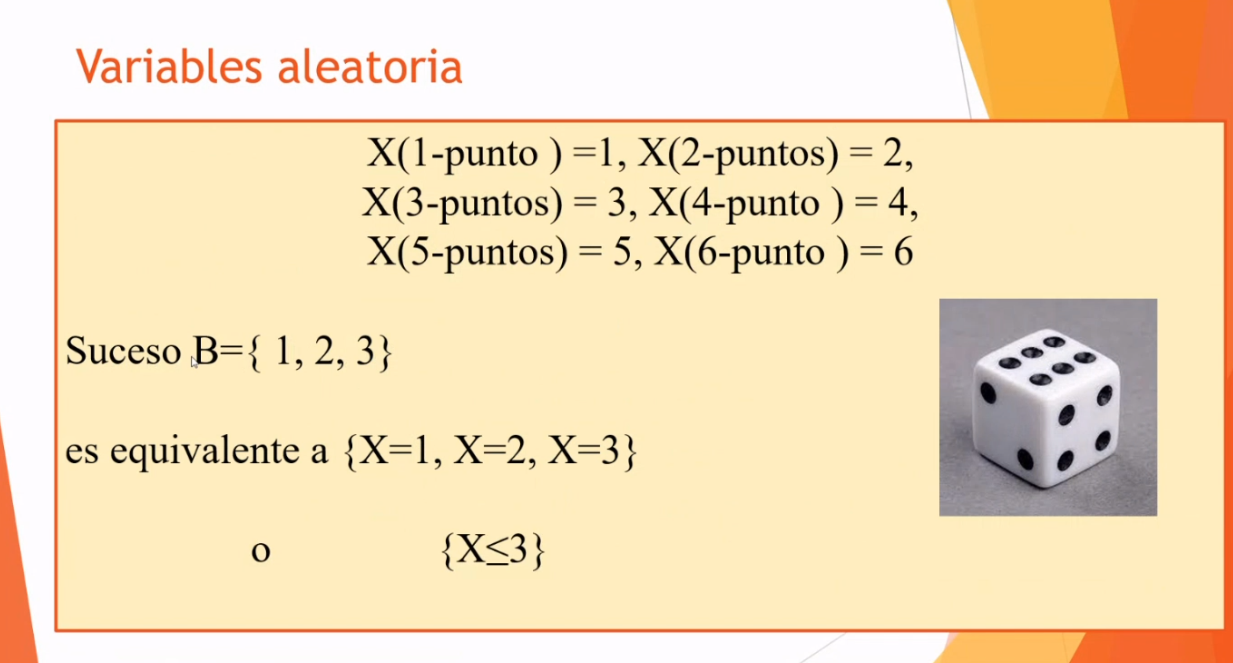 Variables aleatoria
X(1-punto ) =1, X(2-puntos) = 2,
X(3-puntos) = 3, X(4-punto ) = 4,
X(5-puntos) = 5, X(6-punto ) = 6
Suceso B={ 1, 2, 3}
es equivalente a {X=1, X=2, X=3}
o {X≤3}